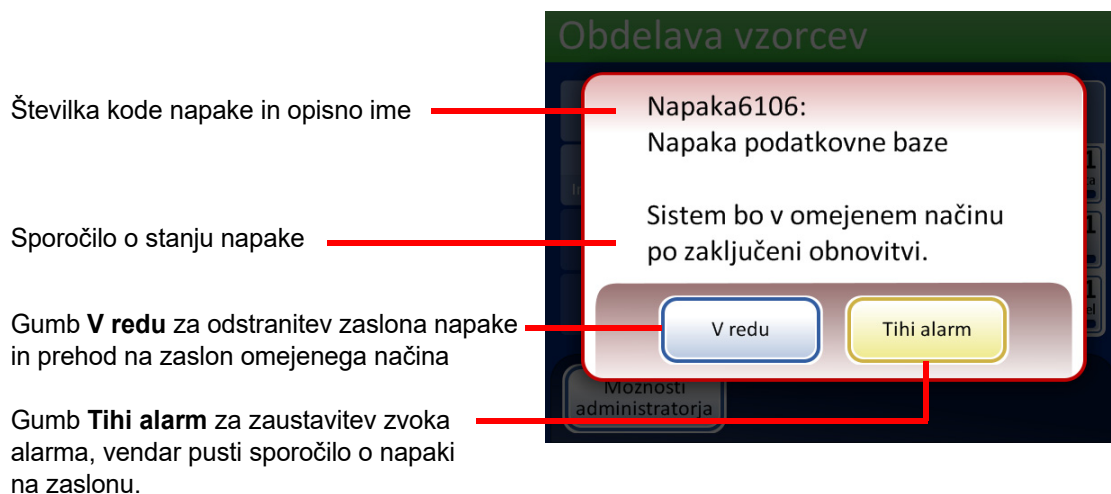 Obdelava vzorcev
Številka kode napake in opisno ime
Napaka6106:
Napaka podatkovne baze
Sporočilo o stanju napake
Sistem bo v omejenem načinu
po zaključeni obnovitvi.
Gumb V redu za odstranitev zaslona napake
in prehod na zaslon omejenega načina
V redu
Tihi alarm
Gumb Tihi alarm za zaustavitev zvoka
alarma, vendar pusti sporočilo o napaki
na zaslonu.
Možnosti
administratorja